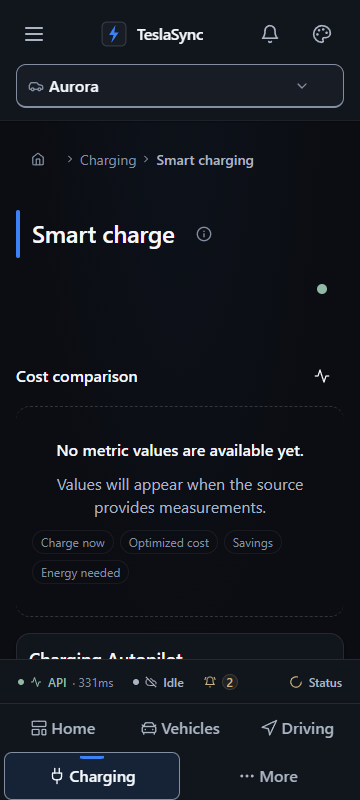 TeslaSync
Aurora
Charging Smart charging
Smart charge
Cost comparison
No metric values are available yet.
Values will appear when the source
provides measurements.
Charge now Optimized cost Savings
Energy needed
Charging Autopilot
API · 331ms Idle 2 Status
Home Vehicles Driving
Charging More